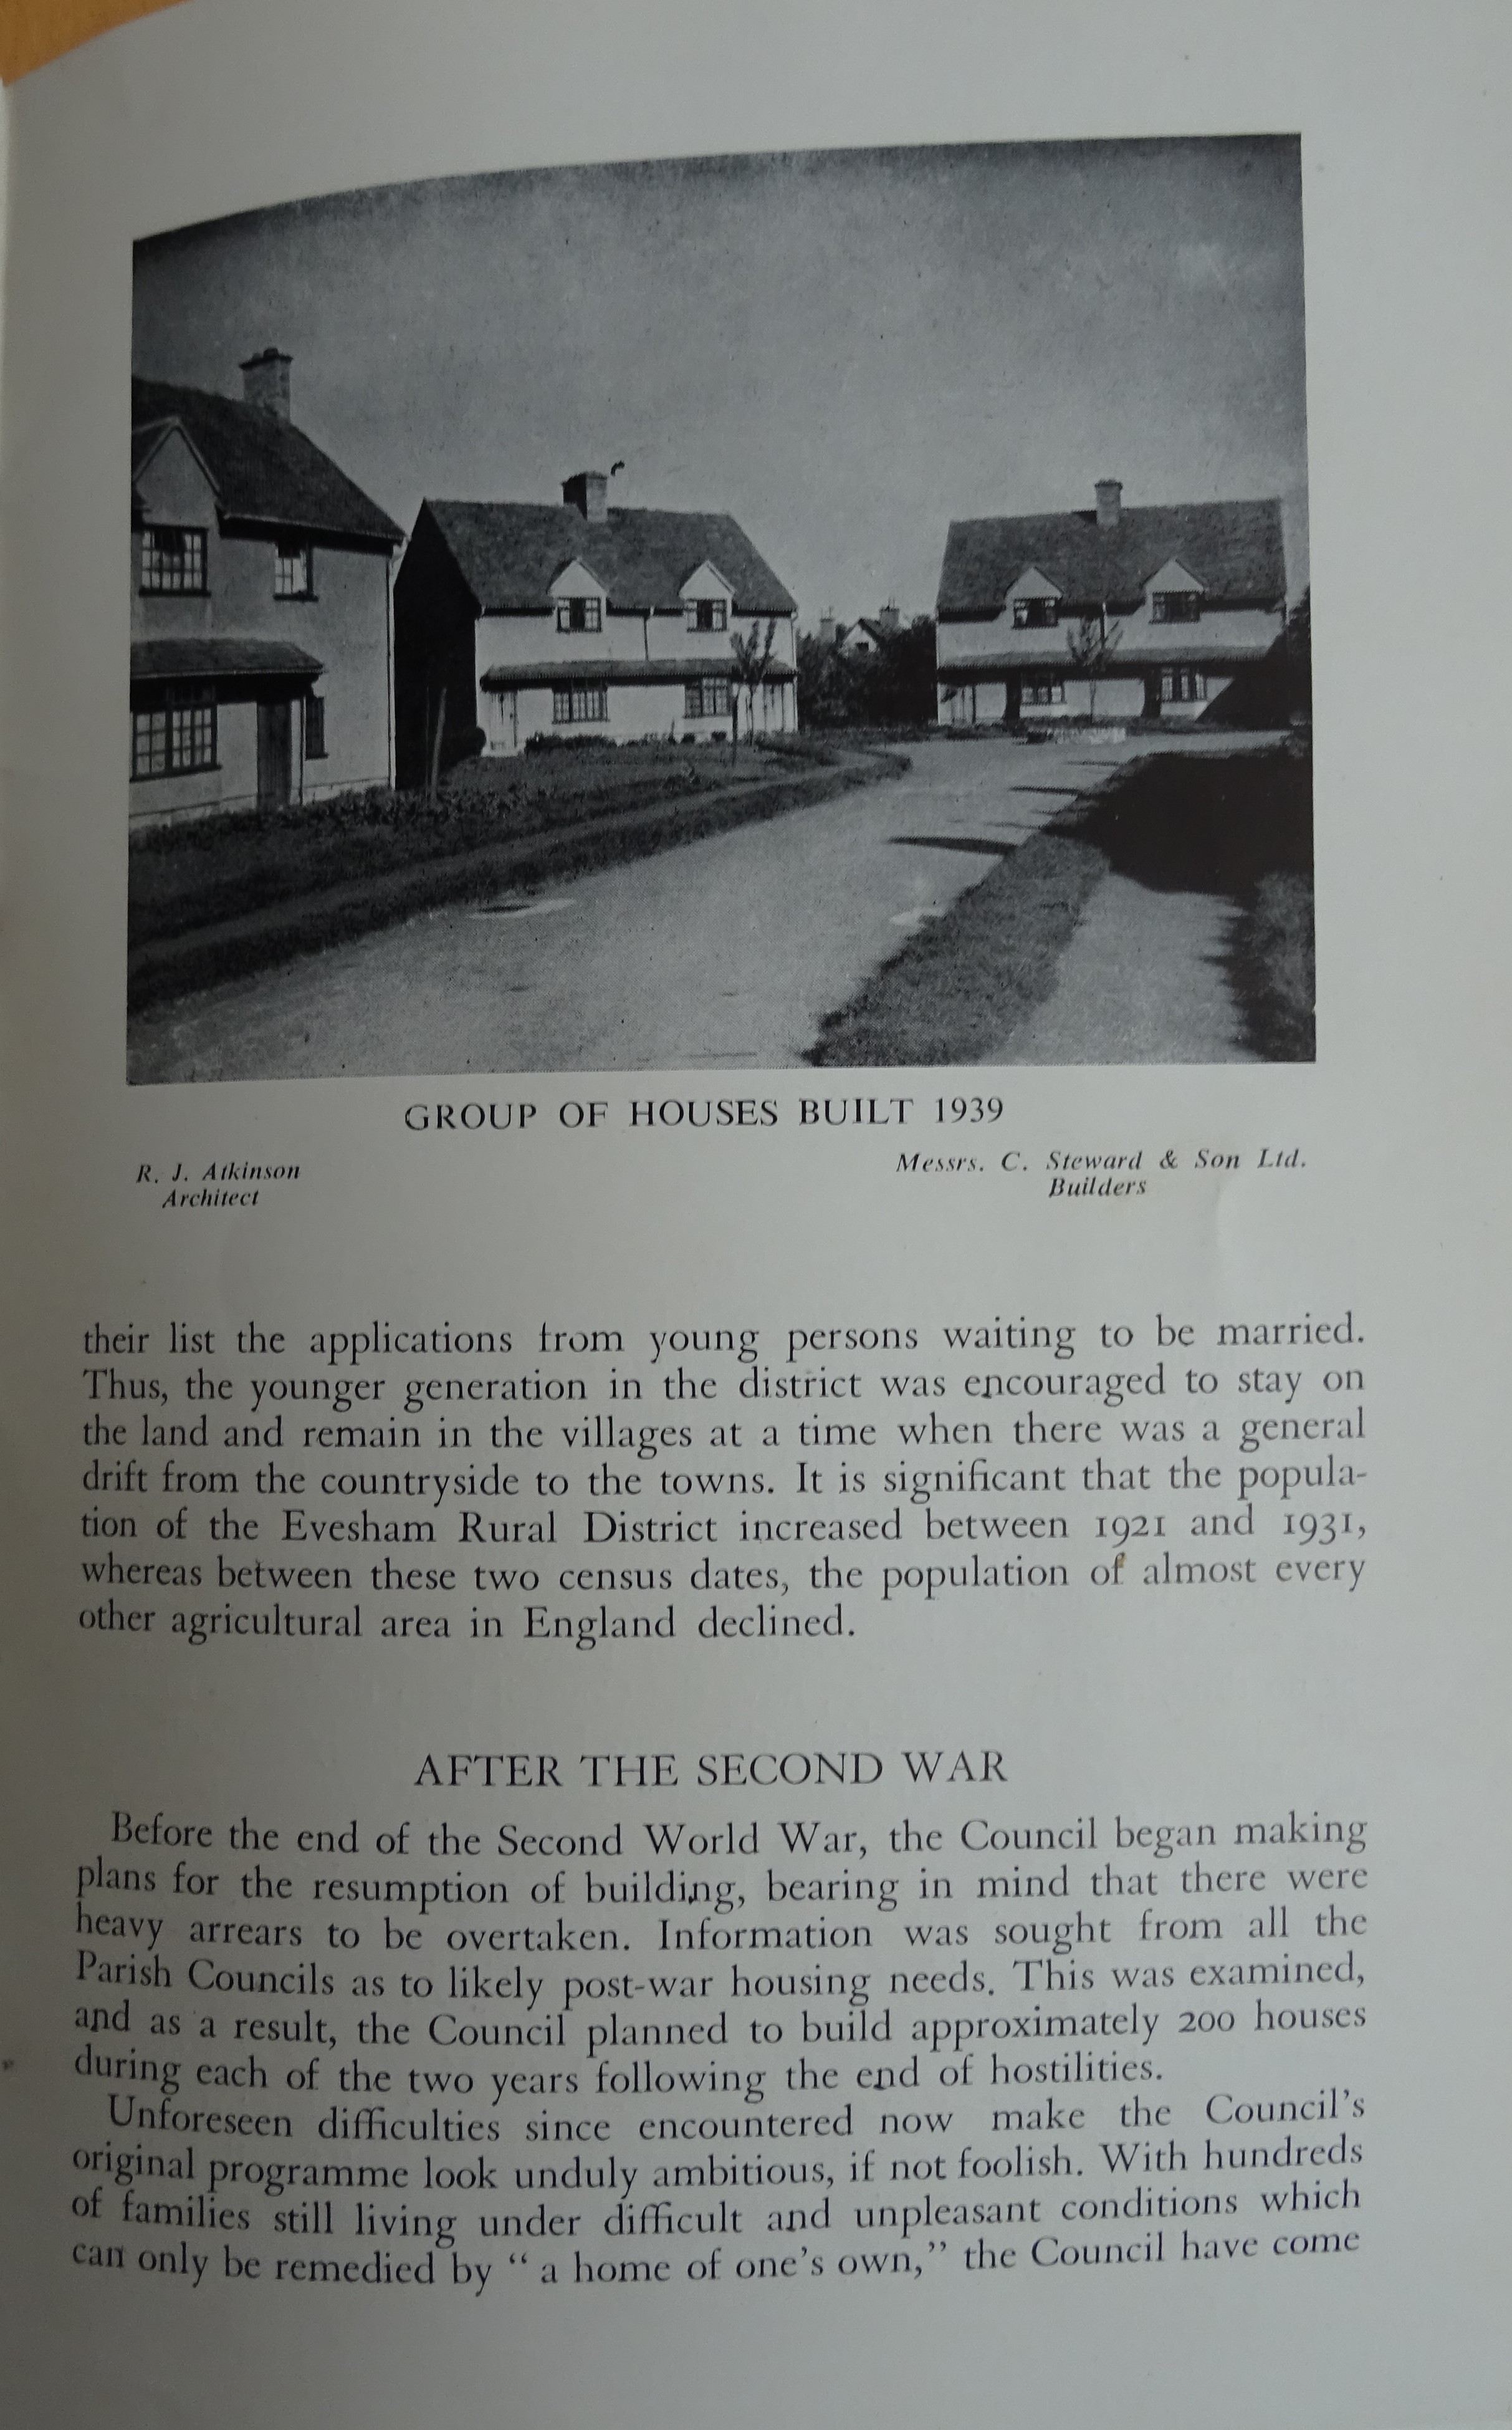 GROUP OF HOUSES BUILT 1939
R. J. Atkinson
Architect
Messrs. C. Steward & Son Ltd.
Builders
their list the applications from young persons waiting to be married.
Thus, the younger generation in the district was encouraged to stay on
the land and remain in the villages at a time when there was a general
drift from the countryside to the towns. It is significant that the popula-
tion of the Evesham Rural District increased between 1921 and 1931,
whereas between these two census dates, the population of almost every
other agricultural area in England declined.
AFTER THE SECOND WAR
Before the end of the Second World War, the Council began making
plans for the resumption of building, bearing in mind that there were
heavy arrears to be overtaken. Information was sought from all the
Parish Councils as to likely post-war housing needs. This was examined,
and as a result, the Council planned to build approximately 200 houses
during each of the two years following the end of hostilities.
Unforeseen difficulties since encountered now make the Council's
original programme look unduly ambitious, if not foolish. With hundreds
of families still living under difficult and unpleasant conditions which
can only be remedied by “ a home of one's own,” the Council have come